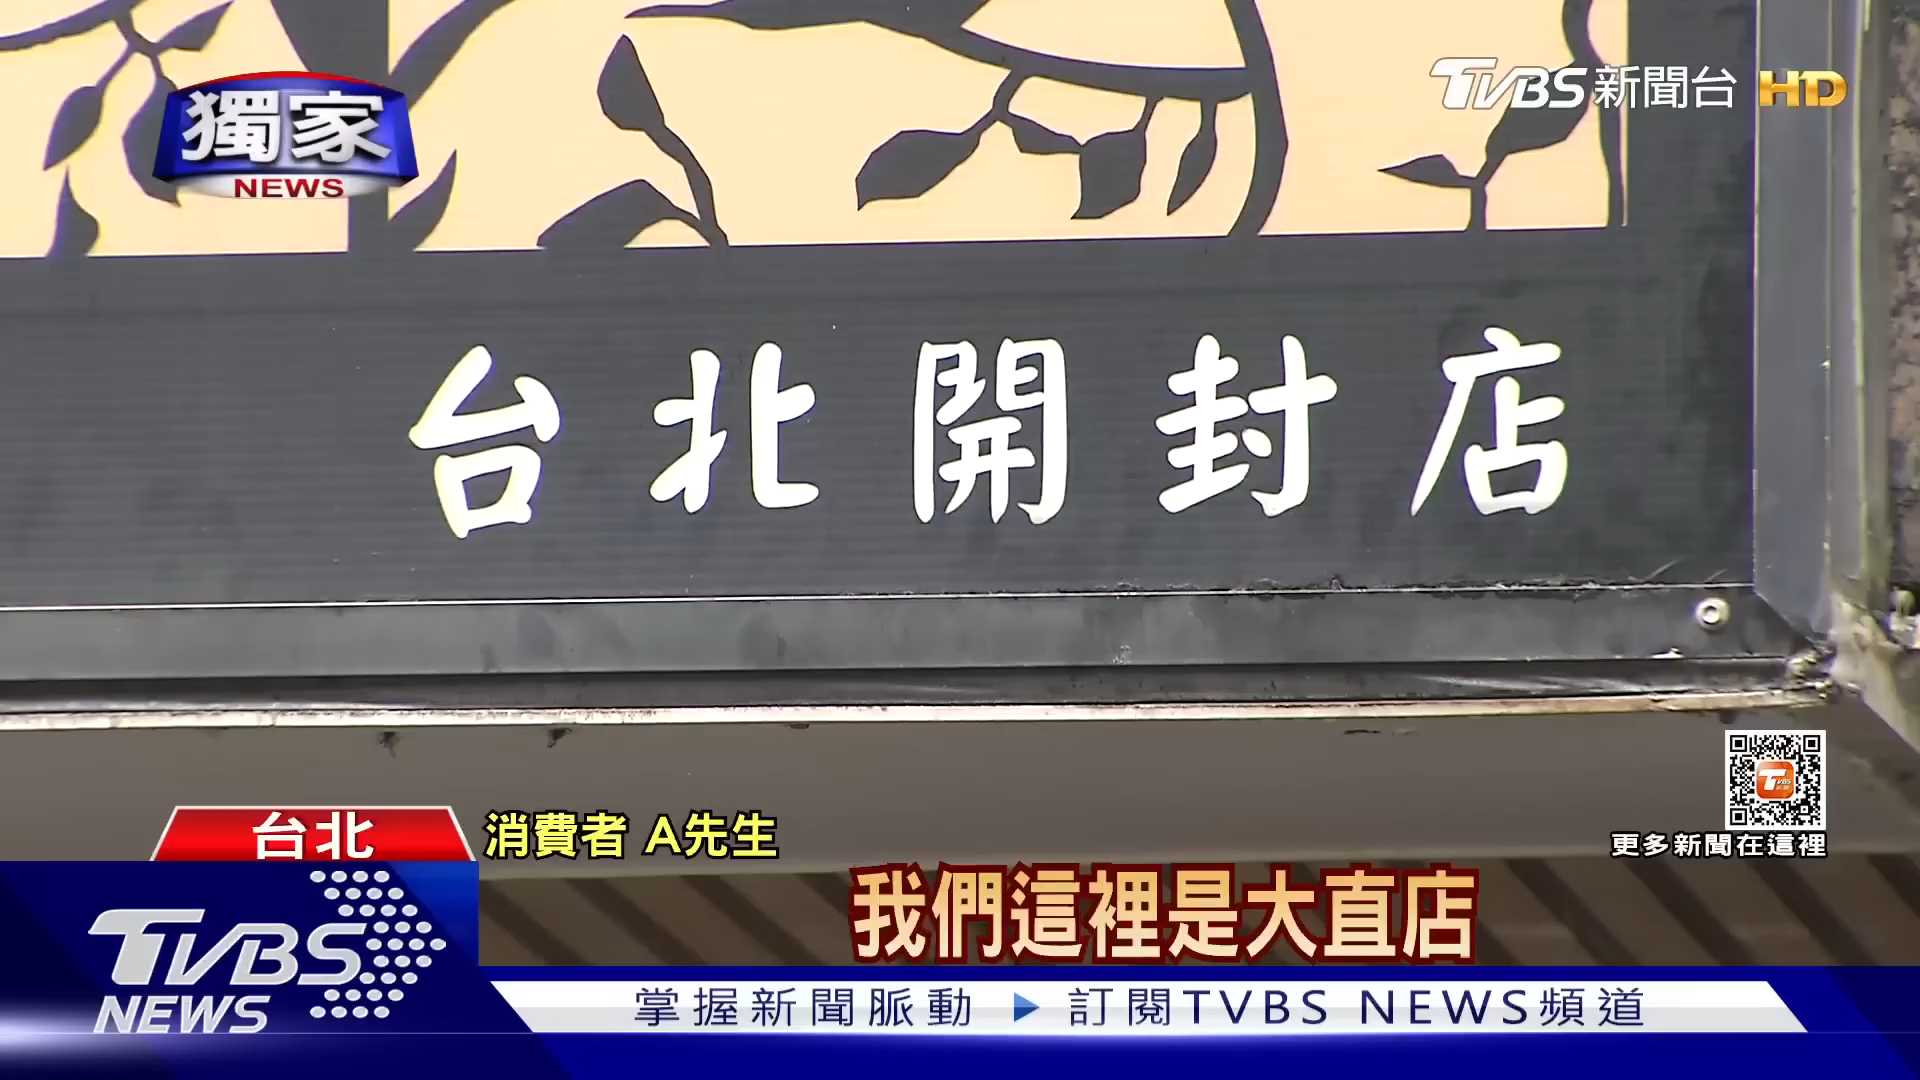 獨家
NEWS
TVBS新聞台 HD
台北開封店
更多新聞在這裡
台北
消費者 A先生
我們這裡是大直店
TVBS
NEWS
掌握新聞脈動 ▶ 訂閱TVBS NEWS頻道